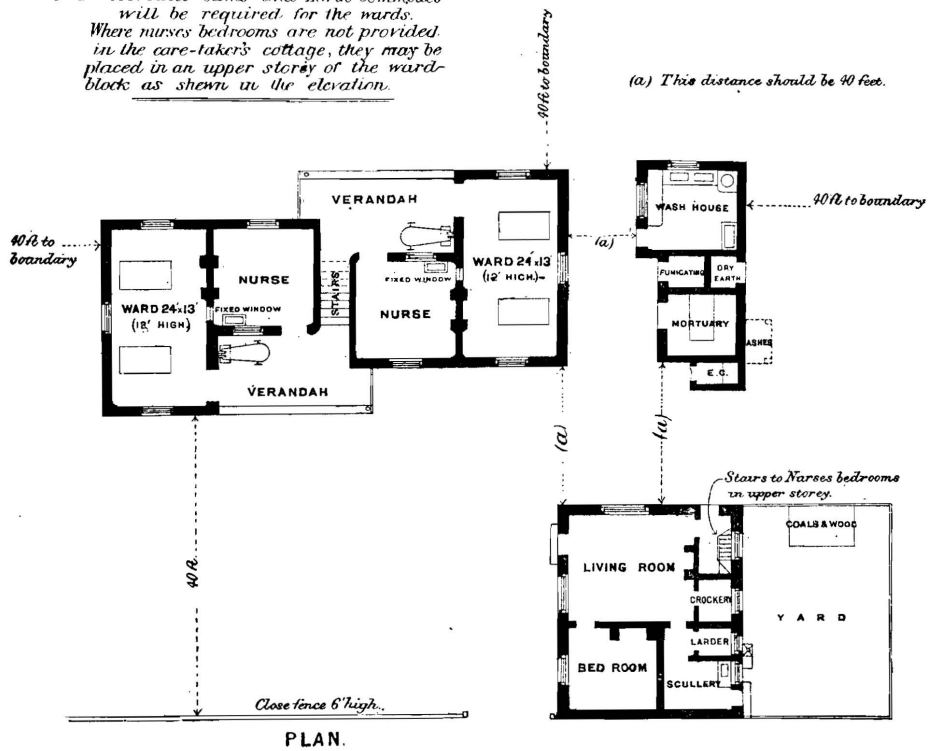 will be required for the wards.
Where nurses bedrooms are not provided
in the care-taker's cottage, they may be
placed in an upper storey of the ward-
block as shewn in the elevation.
(a) This distance should be 40 feet.
40 ft to boundary
VERANDAH
WASH HOUSE
40 ft to boundary
40 ft to
boundary
(a)
NURSE
STAIRS
FIXED WINDOW
WARD 24'x13'
(12' HIGH.)
FUMIGATING
DRY
EARTH
WARD 24'x13'
(12' HIGH.)
FIXED WINDOW
NURSE
MORTUARY
ASHES
E.C.
VERANDAH
(a)
(a)
Stairs to Nurses bedrooms
in upper storey.
COALS & WOOD
40 ft.
LIVING ROOM
CROCKERY
YARD
LARDER
BED ROOM
SCULLERY
Close fence 6' high.
PLAN.